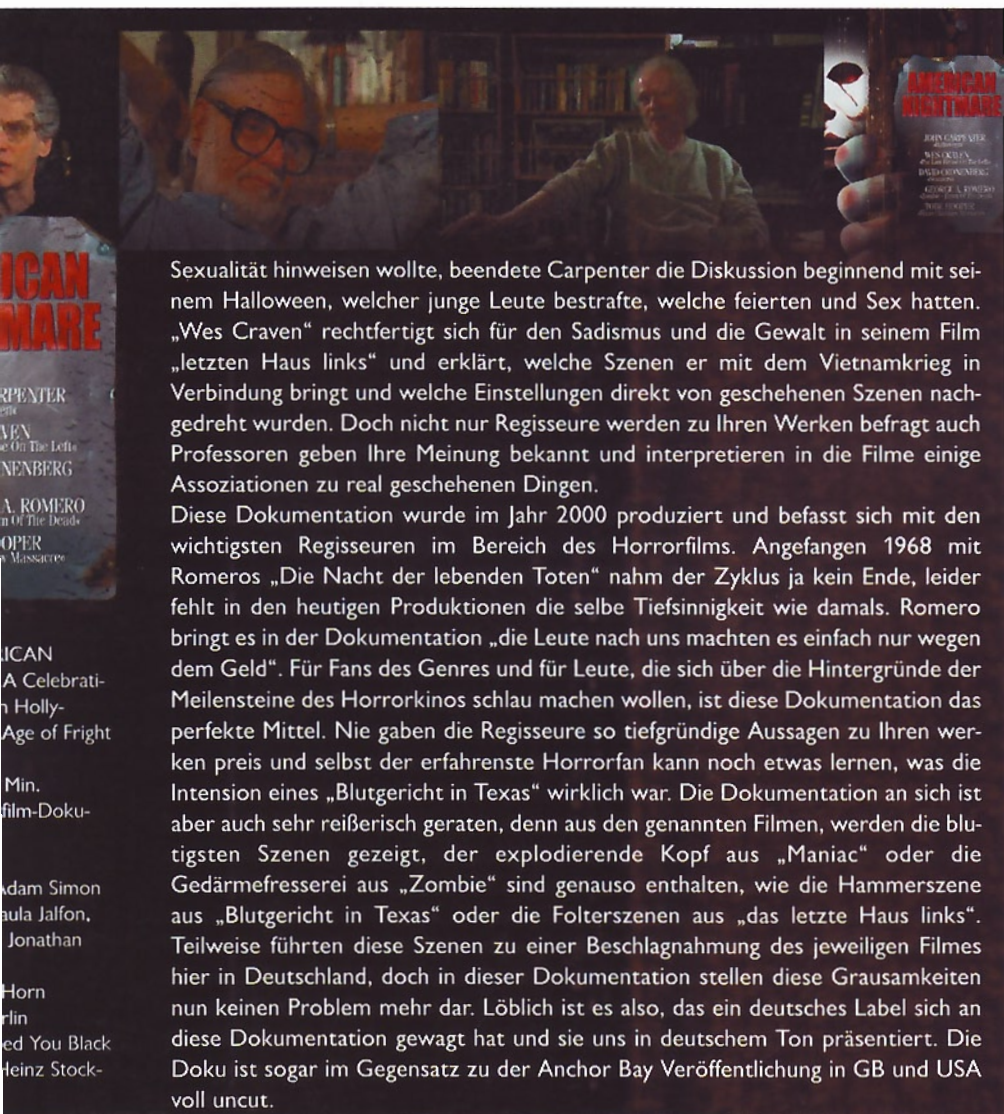 AMERICAN
NIGHTMARE
JOHN CARPENTER
WES CRAVEN
DAVID CRONENBERG
GEORGE A. ROMERO
TOBE HOOPER
ICAN
MARE
RPENTER
VEN
e On The Left«
NENBERG
A. ROMERO
n Of The Dead«
OPER
w Massacre«
ICAN
A Celebrati-
n Holly-
Age of Fright
Min.
film-Doku-
Adam Simon
aula Jalfon,
Jonathan
Horn
rlin
ed You Black
Heinz Stock-
Sexualität hinweisen wollte, beendete Carpenter die Diskussion beginnend mit sei-
nem Halloween, welcher junge Leute bestrafte, welche feierten und Sex hatten.
„Wes Craven“ rechtfertigt sich für den Sadismus und die Gewalt in seinem Film
„letzten Haus links“ und erklärt, welche Szenen er mit dem Vietnamkrieg in
Verbindung bringt und welche Einstellungen direkt von geschehenen Szenen nach-
gedreht wurden. Doch nicht nur Regisseure werden zu Ihren Werken befragt auch
Professoren geben Ihre Meinung bekannt und interpretieren in die Filme einige
Assoziationen zu real geschehenen Dingen.
Diese Dokumentation wurde im Jahr 2000 produziert und befasst sich mit den
wichtigsten Regisseuren im Bereich des Horrorfilms. Angefangen 1968 mit
Romeros „Die Nacht der lebenden Toten“ nahm der Zyklus ja kein Ende, leider
fehlt in den heutigen Produktionen die selbe Tiefsinnigkeit wie damals. Romero
bringt es in der Dokumentation „die Leute nach uns machten es einfach nur wegen
dem Geld“. Für Fans des Genres und für Leute, die sich über die Hintergründe der
Meilensteine des Horrorkinos schlau machen wollen, ist diese Dokumentation das
perfekte Mittel. Nie gaben die Regisseure so tiefgründige Aussagen zu Ihren wer-
ken preis und selbst der erfahrenste Horrorfan kann noch etwas lernen, was die
Intension eines „Blutgericht in Texas“ wirklich war. Die Dokumentation an sich ist
aber auch sehr reißerisch geraten, denn aus den genannten Filmen, werden die blu-
tigsten Szenen gezeigt, der explodierende Kopf aus „Maniac“ oder die
Gedärmefresserei aus „Zombie“ sind genauso enthalten, wie die Hammerszene
aus „Blutgericht in Texas“ oder die Folterszenen aus „das letzte Haus links“.
Teilweise führten diese Szenen zu einer Beschlagnahmung des jeweiligen Filmes
hier in Deutschland, doch in dieser Dokumentation stellen diese Grausamkeiten
nun keinen Problem mehr dar. Löblich ist es also, das ein deutsches Label sich an
diese Dokumentation gewagt hat und sie uns in deutschem Ton präsentiert. Die
Doku ist sogar im Gegensatz zu der Anchor Bay Veröffentlichung in GB und USA
voll uncut.